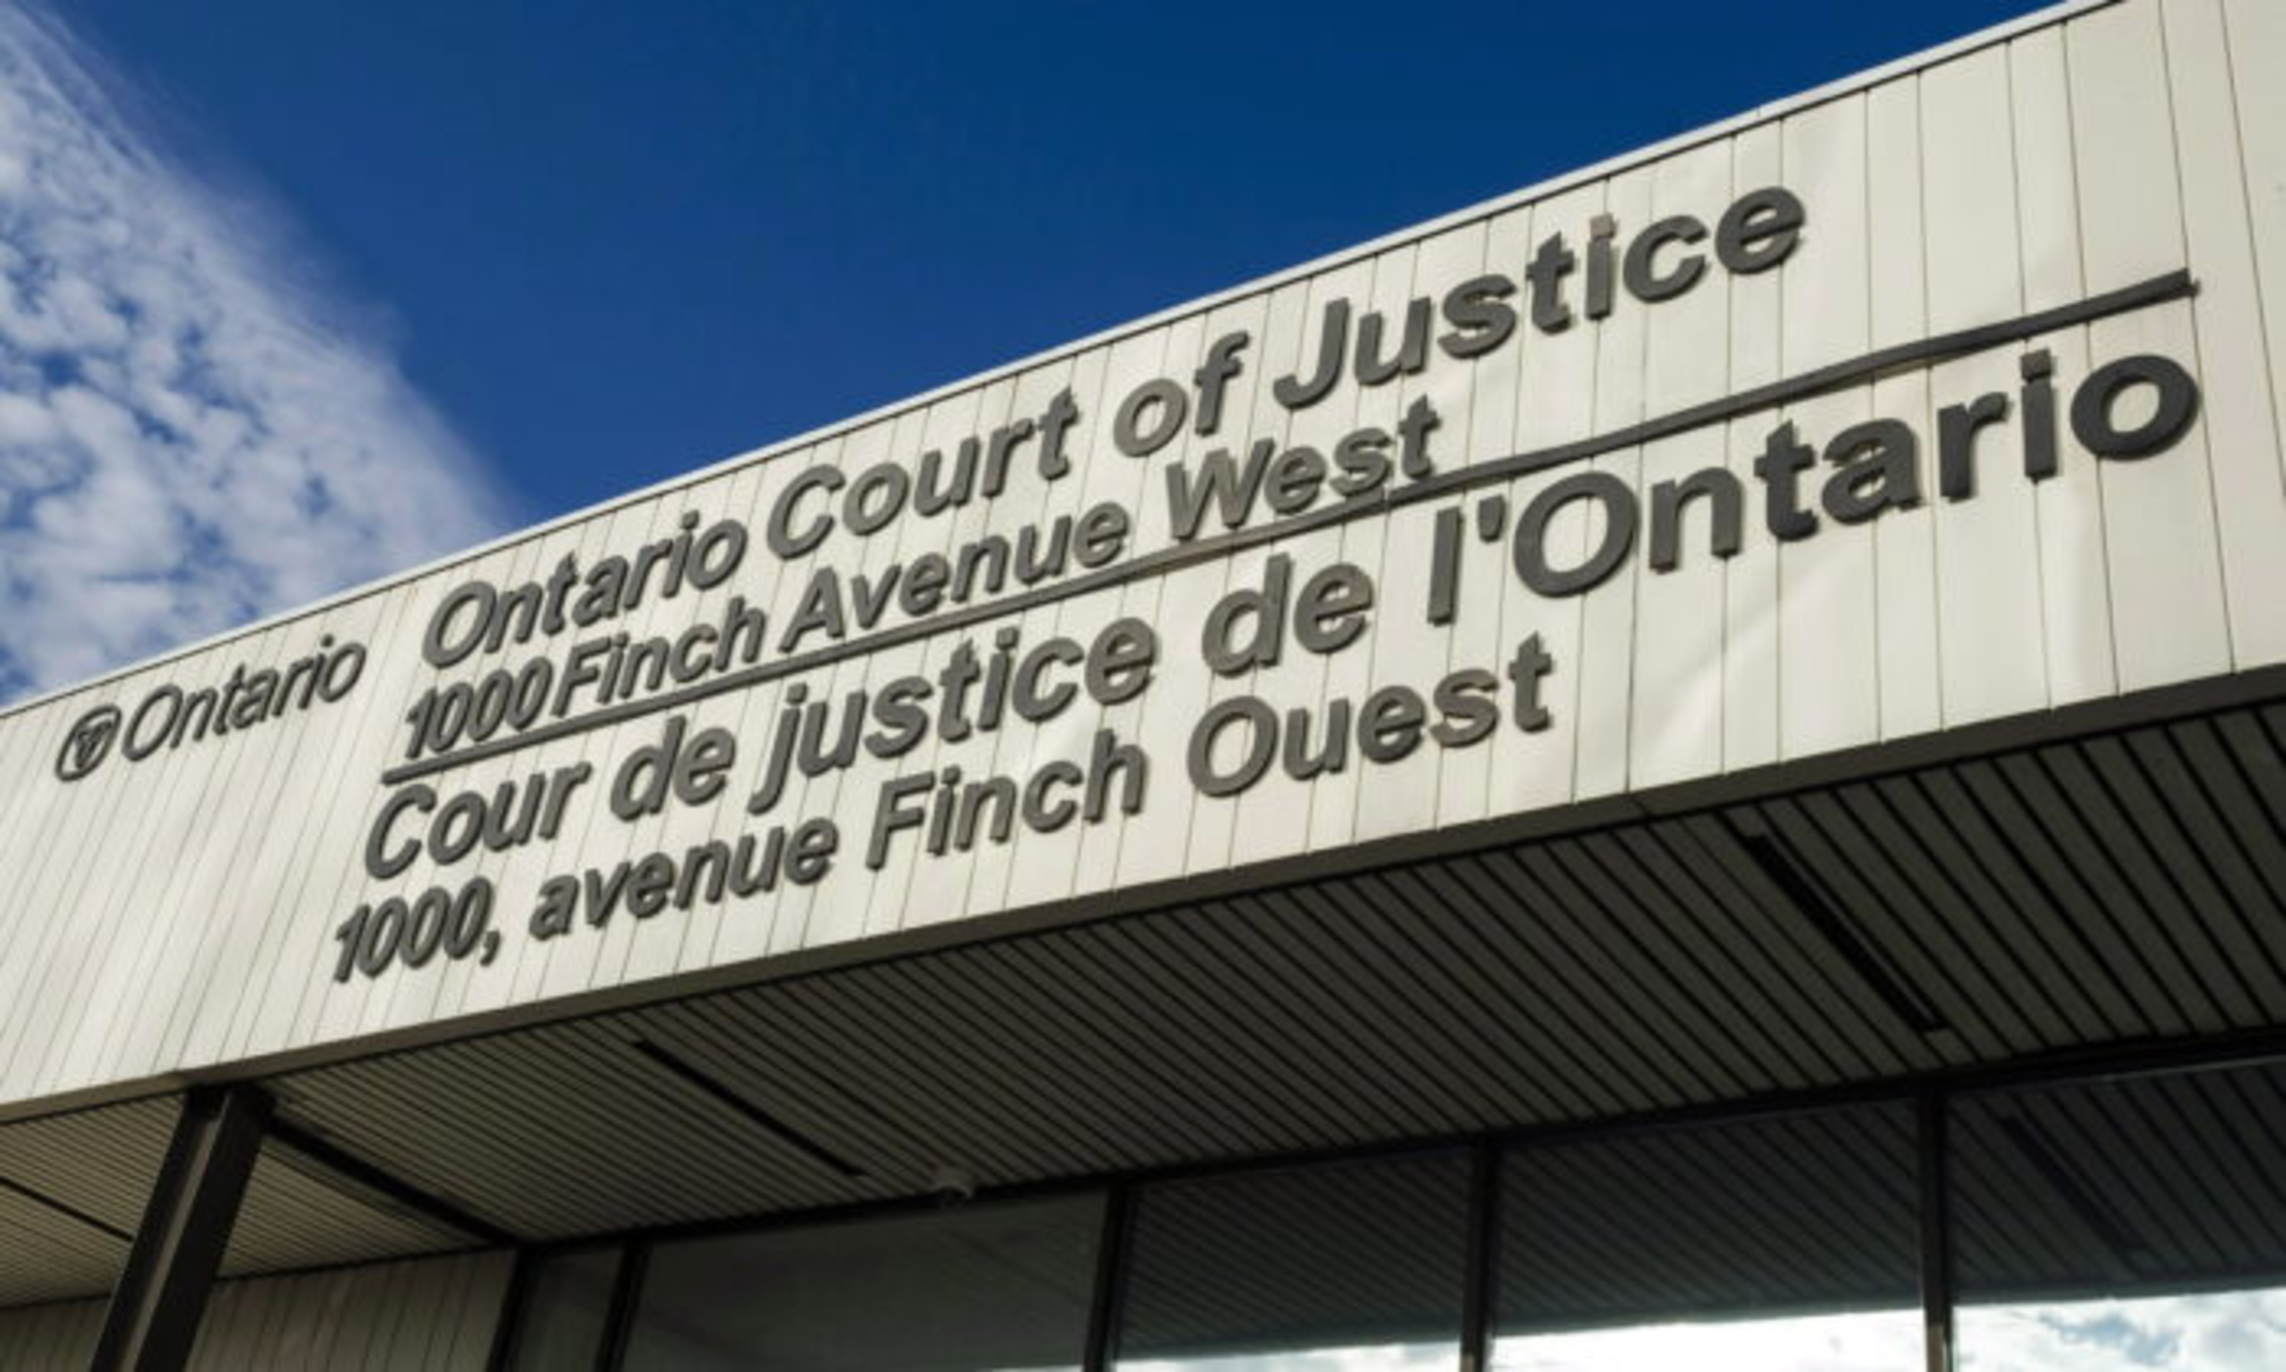 Ontario
Ontario Court of Justice
1000 Finch Avenue West
Cour de justice de l'Ontario
1000, avenue Finch Ouest